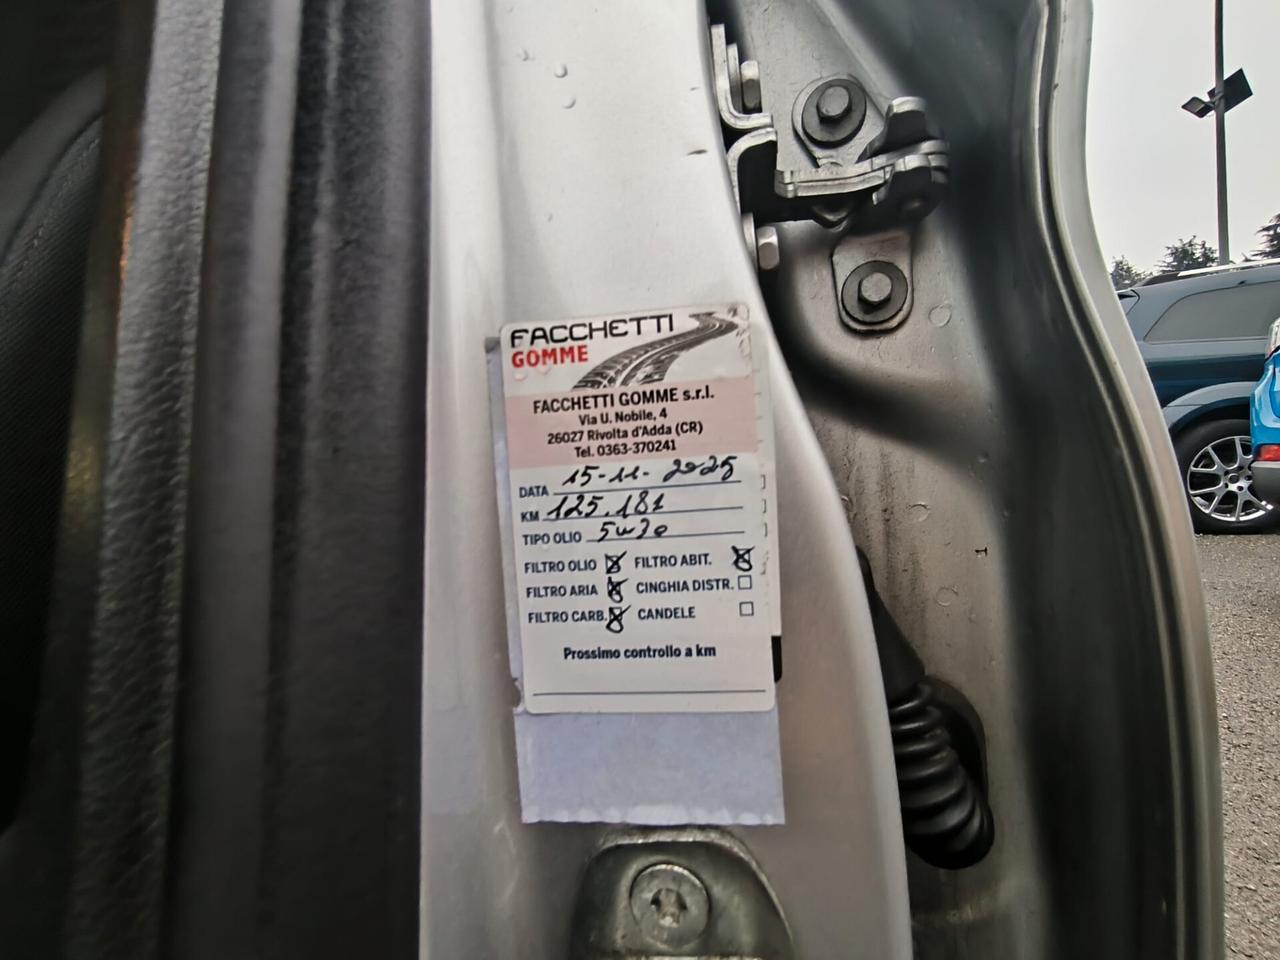 FACCHETTI
GOMME
FACCHETTI GOMME s.r.l.
Via U. Nobile, 4
26027 Rivolta d'Adda (CR)
Tel. 0363-370241
DATA 15-11-2025
KM 125.181
TIPO OLIO 5w30
FILTRO OLIO FILTRO ABIT.
FILTRO ARIA CINGHIA DISTR.
FILTRO CARB. CANDELE
Prossimo controllo a km